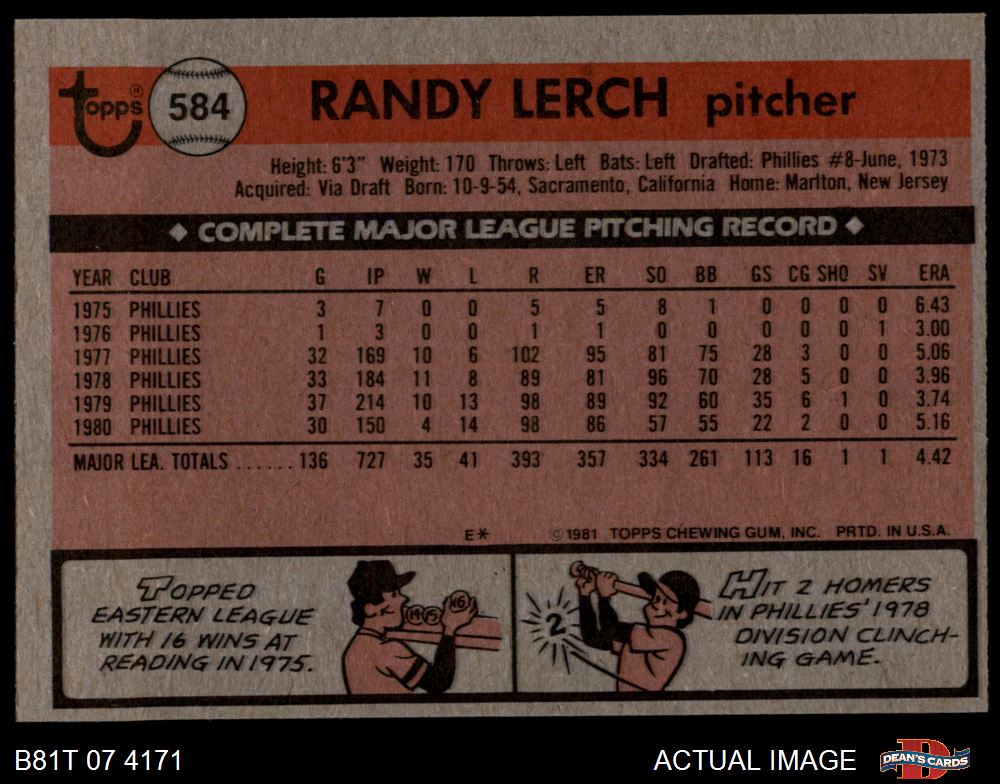 topps® 584 RANDY LERCH pitcher
Height: 6'3" Weight: 170 Throws: Left Bats: Left Drafted: Phillies #8-June, 1973
Acquired: Via Draft Born: 10-9-54, Sacramento, California Home: Marlton, New Jersey
◆ COMPLETE MAJOR LEAGUE PITCHING RECORD ◆
YEAR CLUB G IP W L R ER SO BB GS CG SHO SV ERA
1975 PHILLIES 3 7 0 0 5 5 8 1 0 0 0 0 6.43
1976 PHILLIES 1 3 0 0 1 1 0 0 0 0 0 1 3.00
1977 PHILLIES 32 169 10 6 102 95 81 75 28 3 0 0 5.06
1978 PHILLIES 33 184 11 8 89 81 96 70 28 5 0 0 3.96
1979 PHILLIES 37 214 10 13 98 89 92 60 35 6 1 0 3.74
1980 PHILLIES 30 150 4 14 98 86 57 55 22 2 0 0 5.16
MAJOR LEA. TOTALS ...... 136 727 35 41 393 357 334 261 113 16 1 1 4.42
E* ©1981 TOPPS CHEWING GUM, INC. PRTD. IN U.S.A.
TOPPED
EASTERN LEAGUE
WITH 16 WINS AT
READING IN 1975.
14 15 16
2
HIT 2 HOMERS
IN PHILLIES' 1978
DIVISION CLINCH-
ING GAME.
B81T 07 4171 ACTUAL IMAGE D DEAN'S CARDS